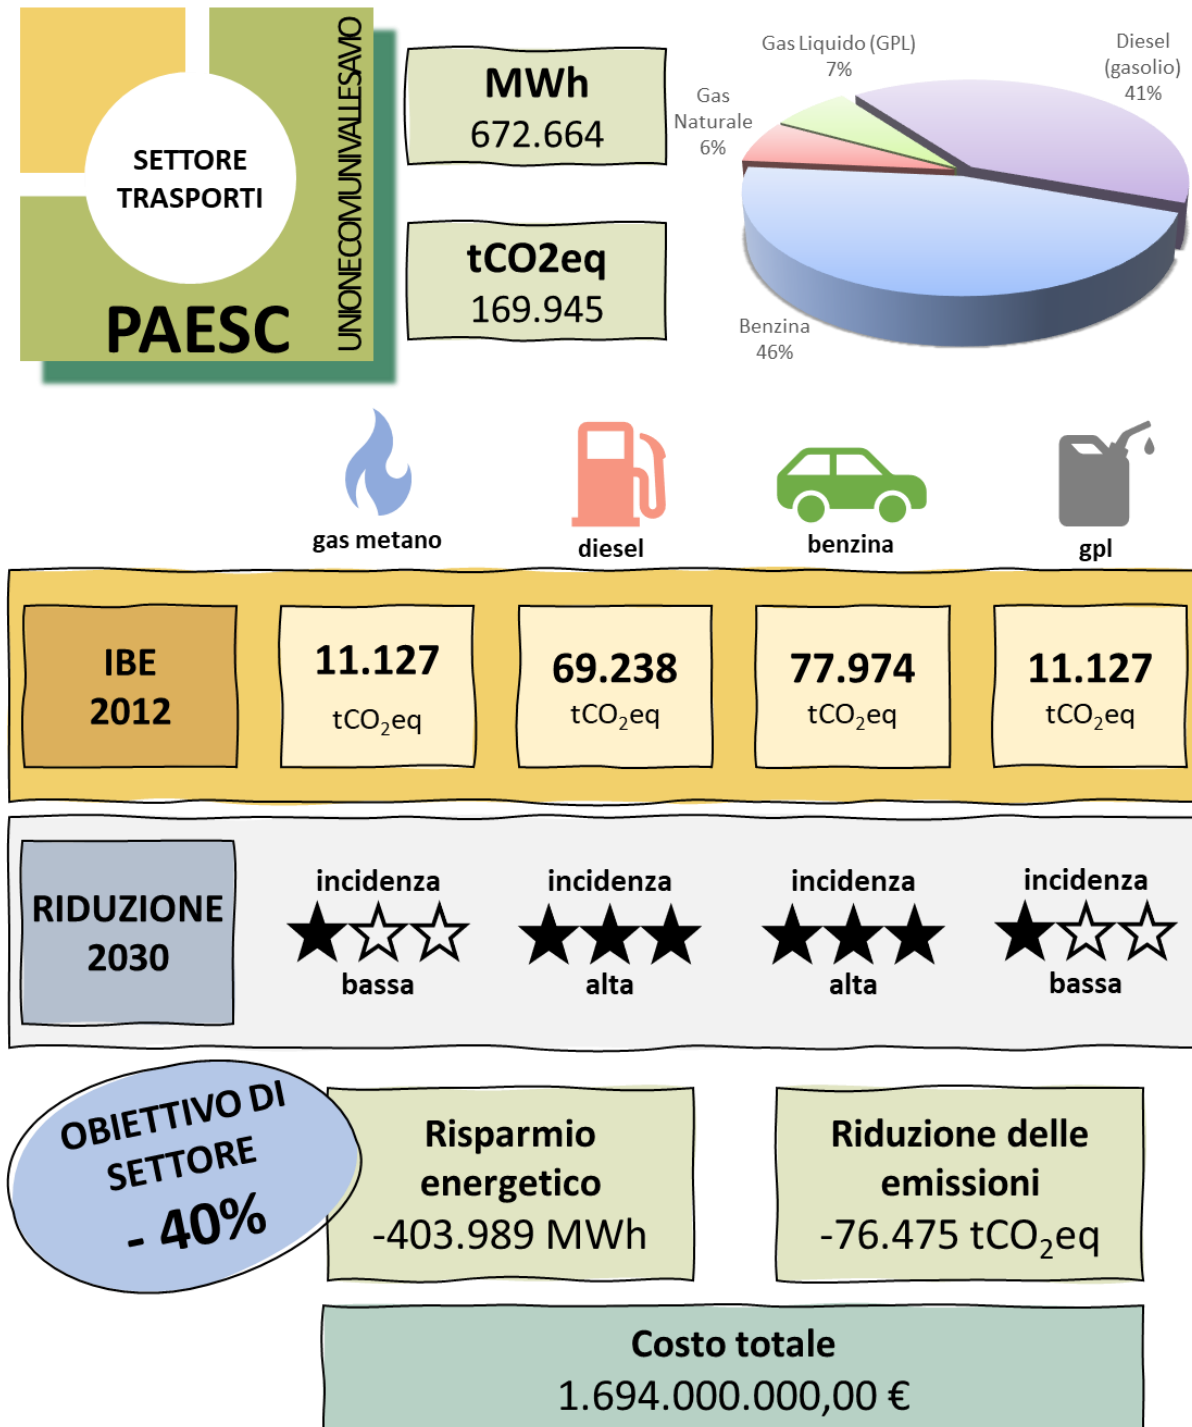 SETTORE
TRASPORTI
PAESC
UNIONECOMUNIVALLESAVIO
MWh
672.664
tCO2eq
169.945
Gas Liquido (GPL)
7%
Diesel
(gasolio)
41%
Gas
Naturale
6%
Benzina
46%
gas metano
diesel
benzina
gpl
IBE
2012
11.127
tCO₂eq
69.238
tCO₂eq
77.974
tCO₂eq
11.127
tCO₂eq
RIDUZIONE
2030
incidenza
bassa
incidenza
alta
incidenza
alta
incidenza
bassa
OBIETTIVO DI
SETTORE
- 40%
Risparmio
energetico
-403.989 MWh
Riduzione delle
emissioni
-76.475 tCO₂eq
Costo totale
1.694.000.000,00 €